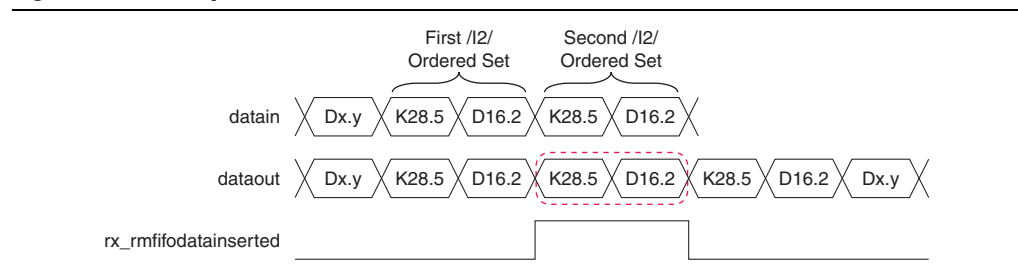 First /I2/ Second /I2/
Ordered Set Ordered Set
datain Dx.y K28.5 D16.2 K28.5 D16.2
dataout Dx.y K28.5 D16.2 K28.5 D16.2 K28.5 D16.2 Dx.y
rx_rmfifodatainserted